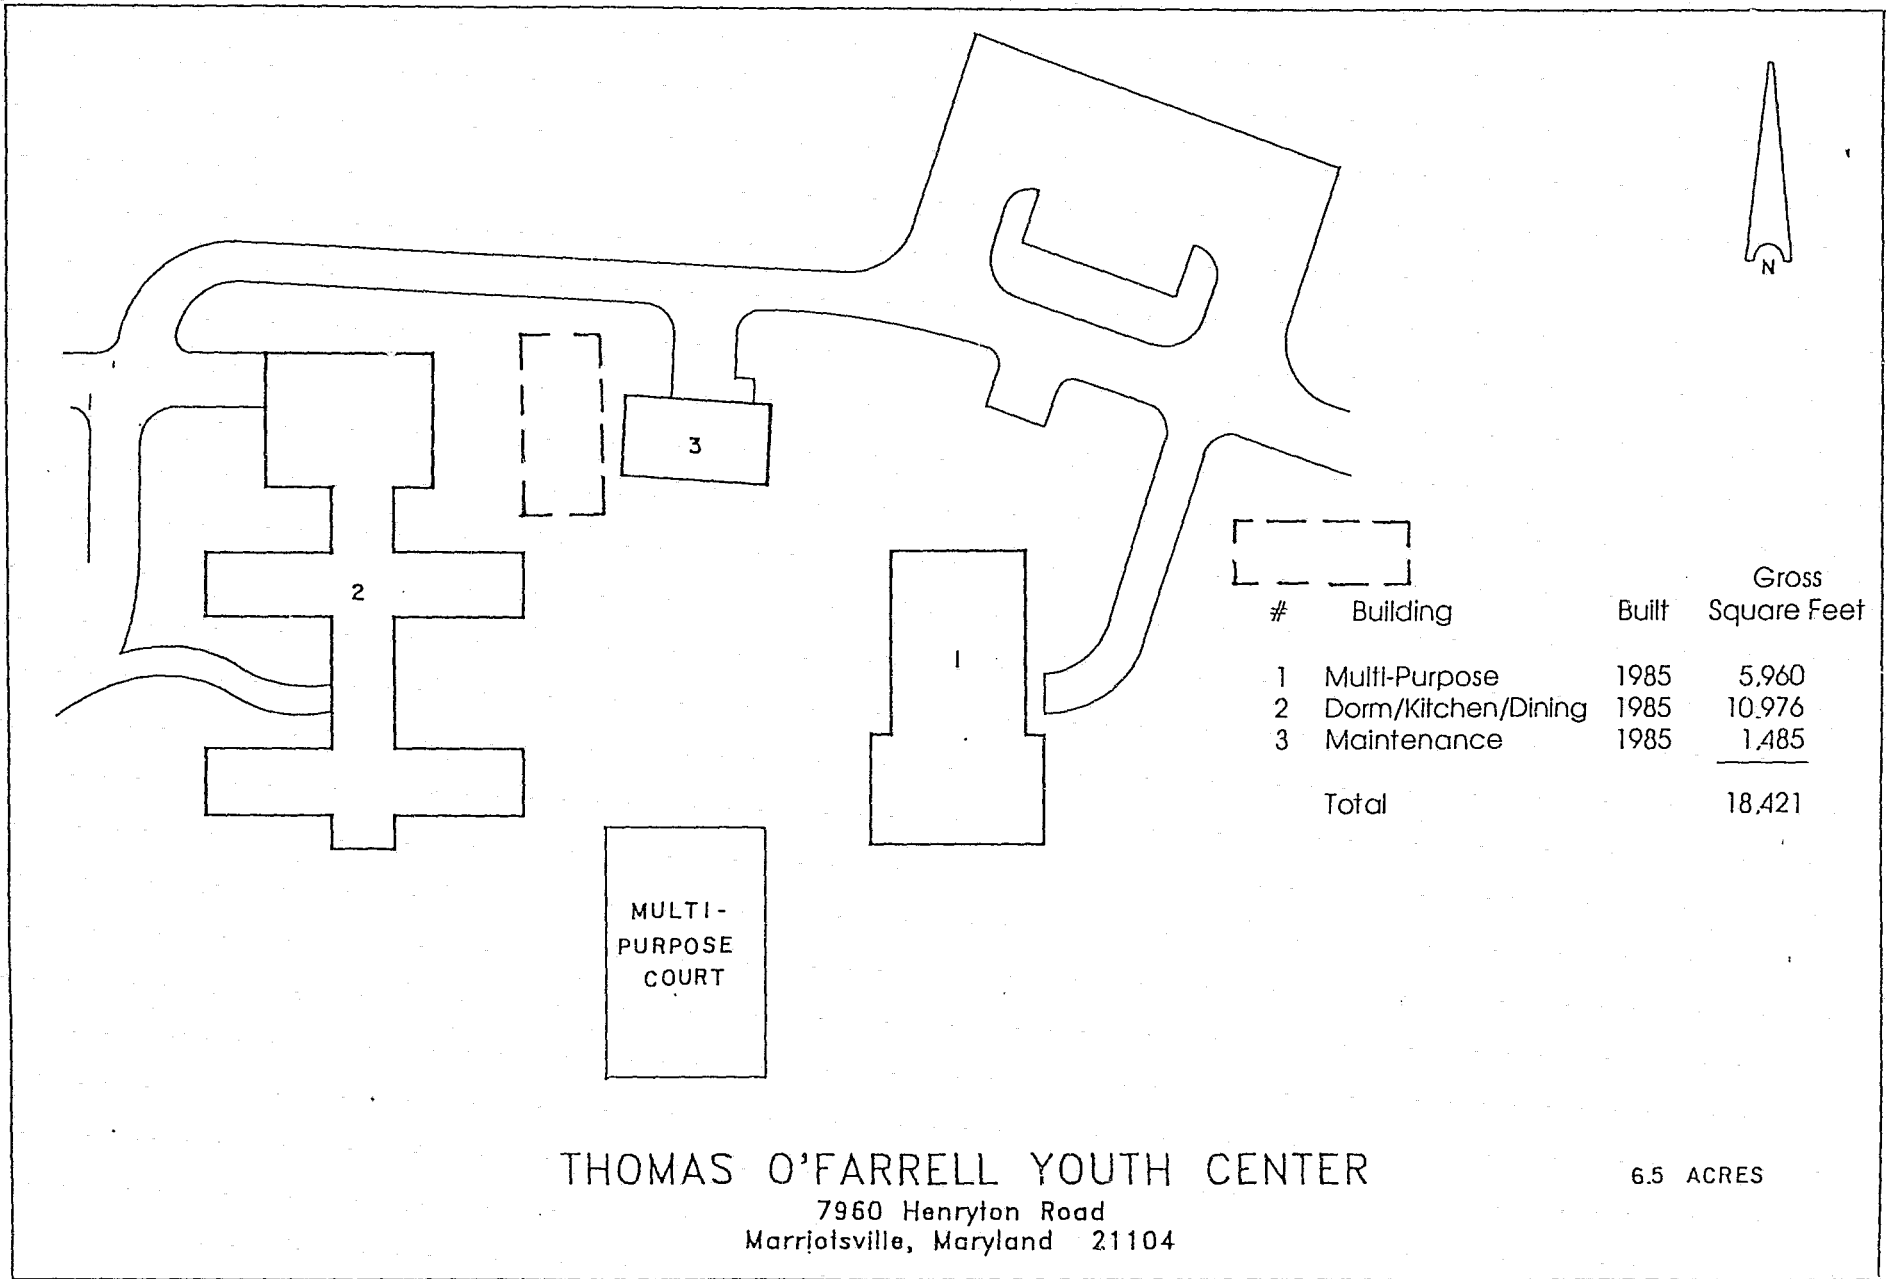 N
3
2
1
Gross
# Building Built Square Feet
1 Multi-Purpose 1985 5,960
2 Dorm/Kitchen/Dining 1985 10,976
3 Maintenance 1985 1,485
Total 18,421
MULTI-
PURPOSE
COURT
THOMAS O'FARRELL YOUTH CENTER
6.5 ACRES
7960 Henryton Road
Marriotsville, Maryland 21104